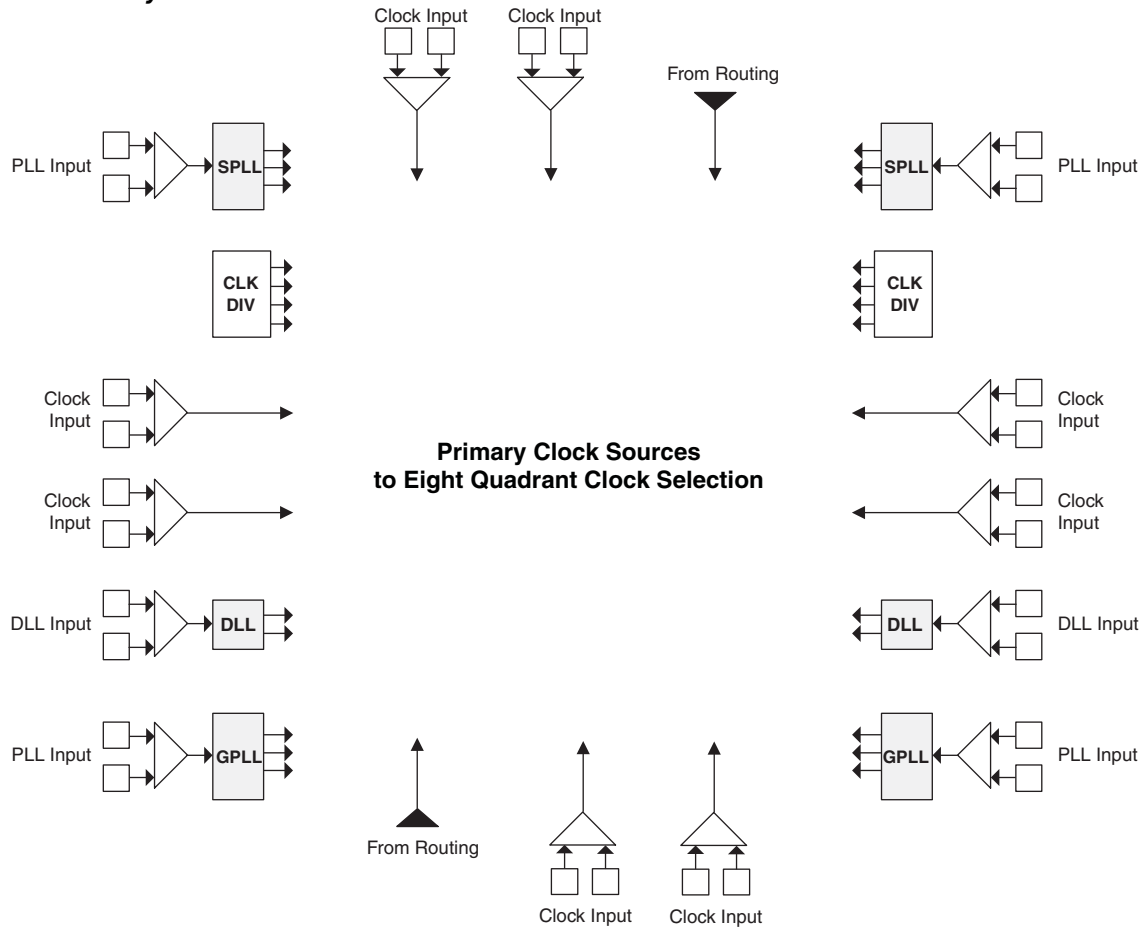 Clock Input
Clock Input
From Routing
PLL Input
SPLL
SPLL
PLL Input
CLK
DIV
CLK
DIV
Clock
Input
Clock
Input
Primary Clock Sources
to Eight Quadrant Clock Selection
Clock
Input
Clock
Input
DLL Input
DLL
DLL
DLL Input
PLL Input
GPLL
GPLL
PLL Input
From Routing
Clock Input
Clock Input